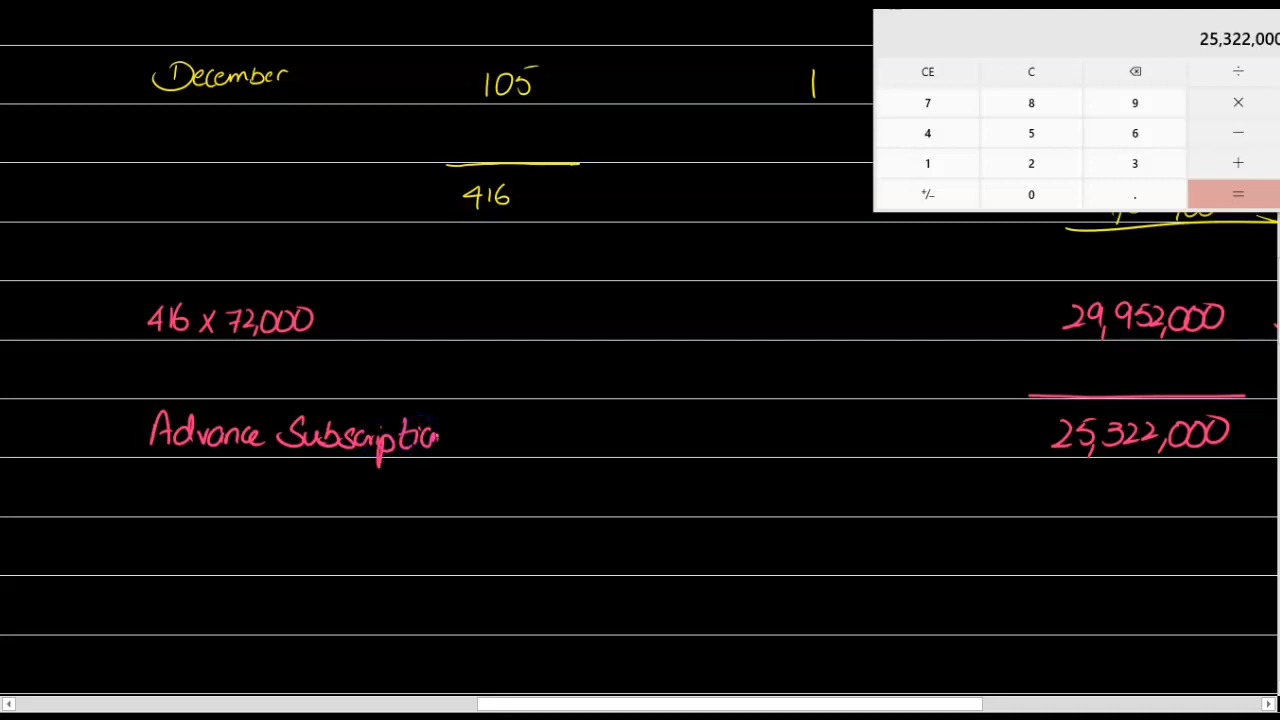 25,322,000
CE C ÷
7 8 9 ×
4 5 6 −
1 2 3 +
+/− 0 . =
December 105 1
416
416 x 72,000 29,952,000
Advance Subscriptio 25,322,000